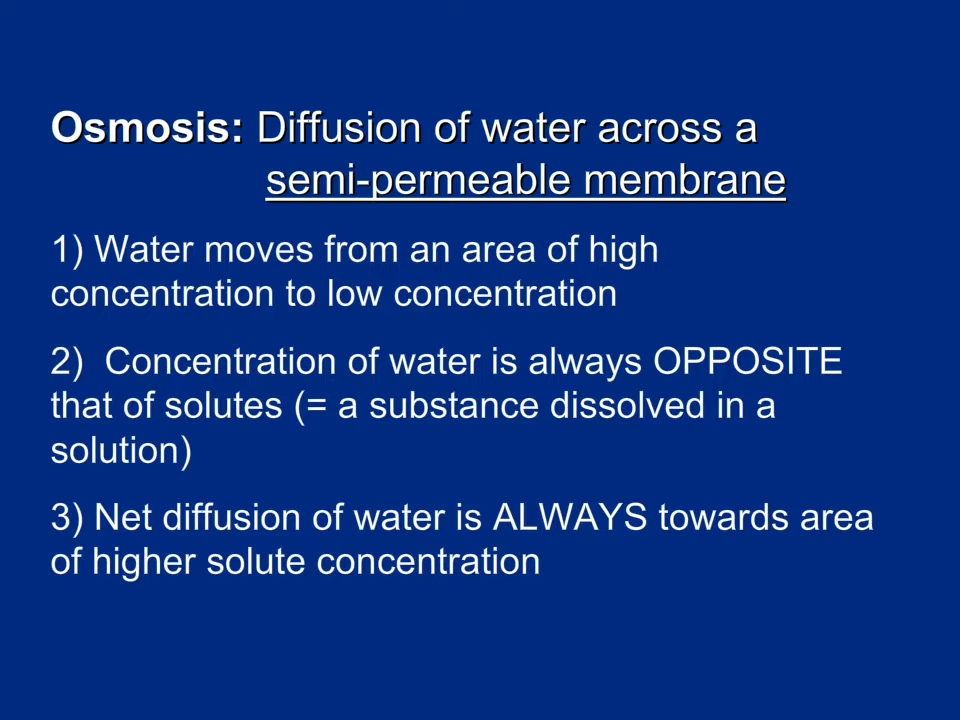 Osmosis: Diffusion of water across a
semi-permeable membrane
1) Water moves from an area of high
concentration to low concentration
2)  Concentration of water is always OPPOSITE
that of solutes (= a substance dissolved in a
solution)
3) Net diffusion of water is ALWAYS towards area
of higher solute concentration